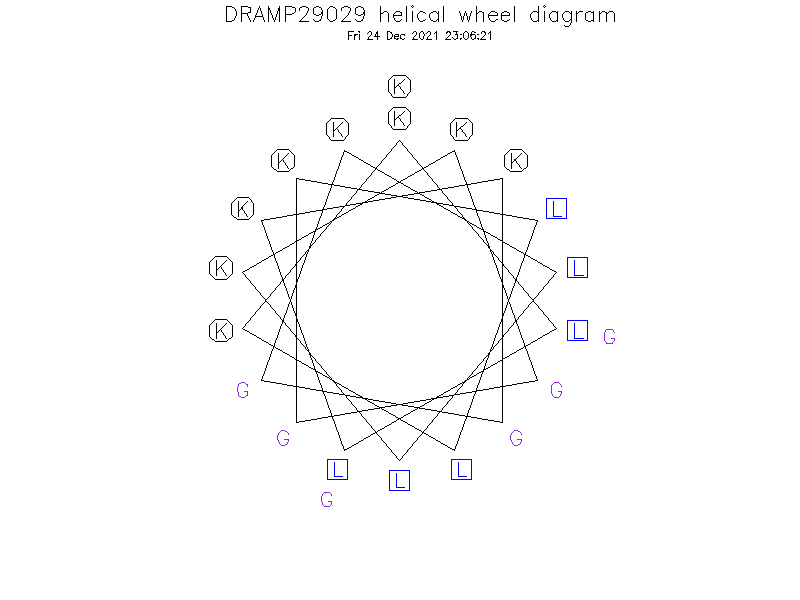 DRAMP29029 helical wheel diagram
Fri 24 Dec 2021 23:06:21
K
K
K K
K K
K L
K L
K L G
G G
G G
L L L
G